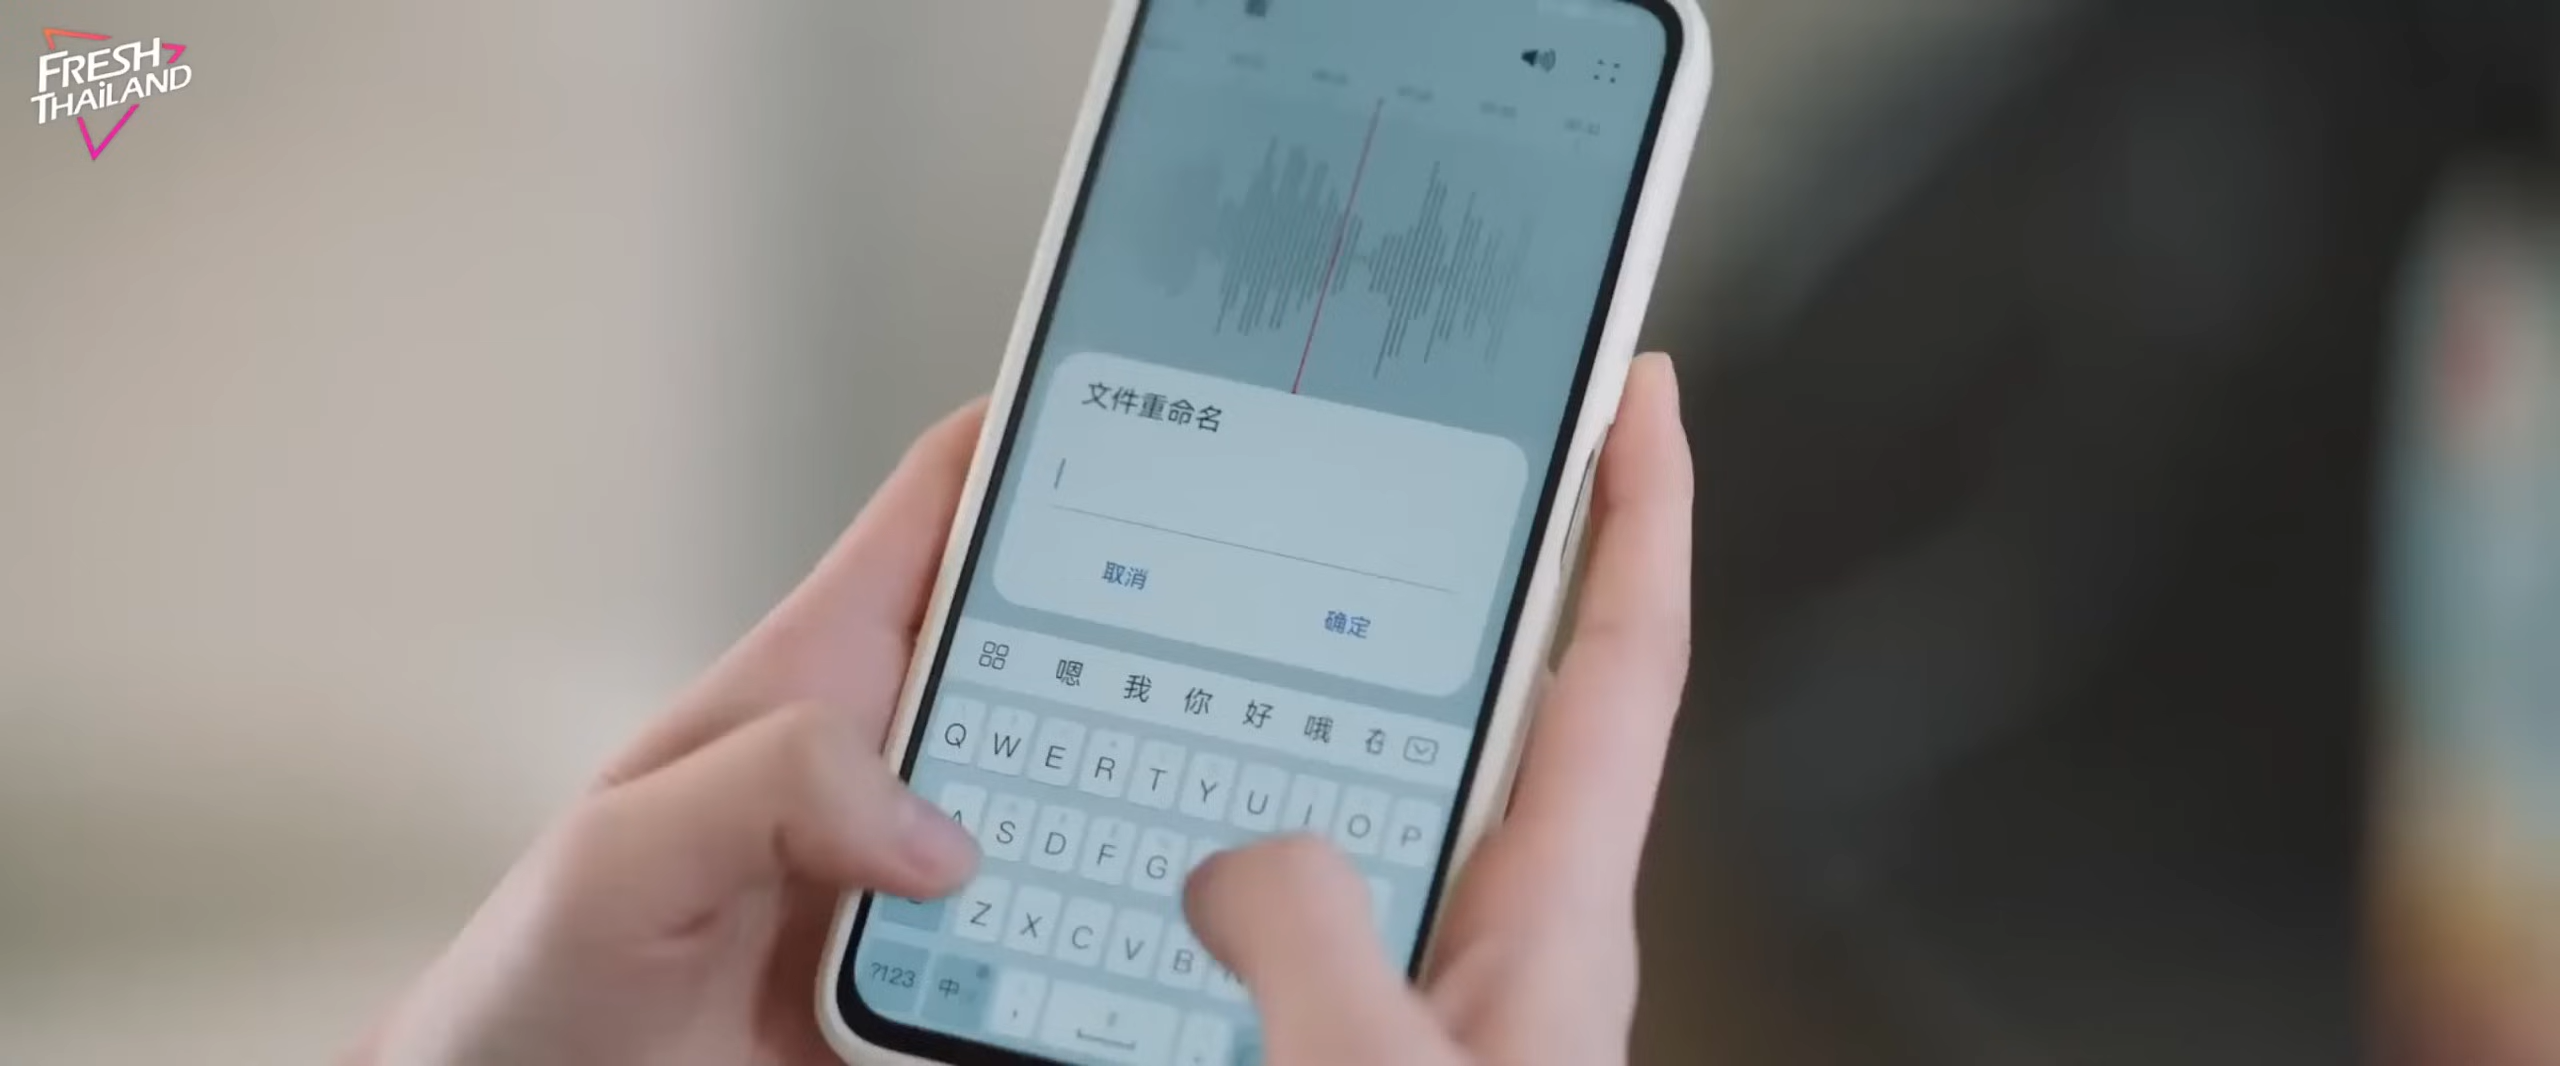 FRESH
THAiLAND
文件重命名
取消
确定
嗯 我 你 好 哦
Q W E R T Y U I O P
A S D F G
Z X C V B
?123 中 ,